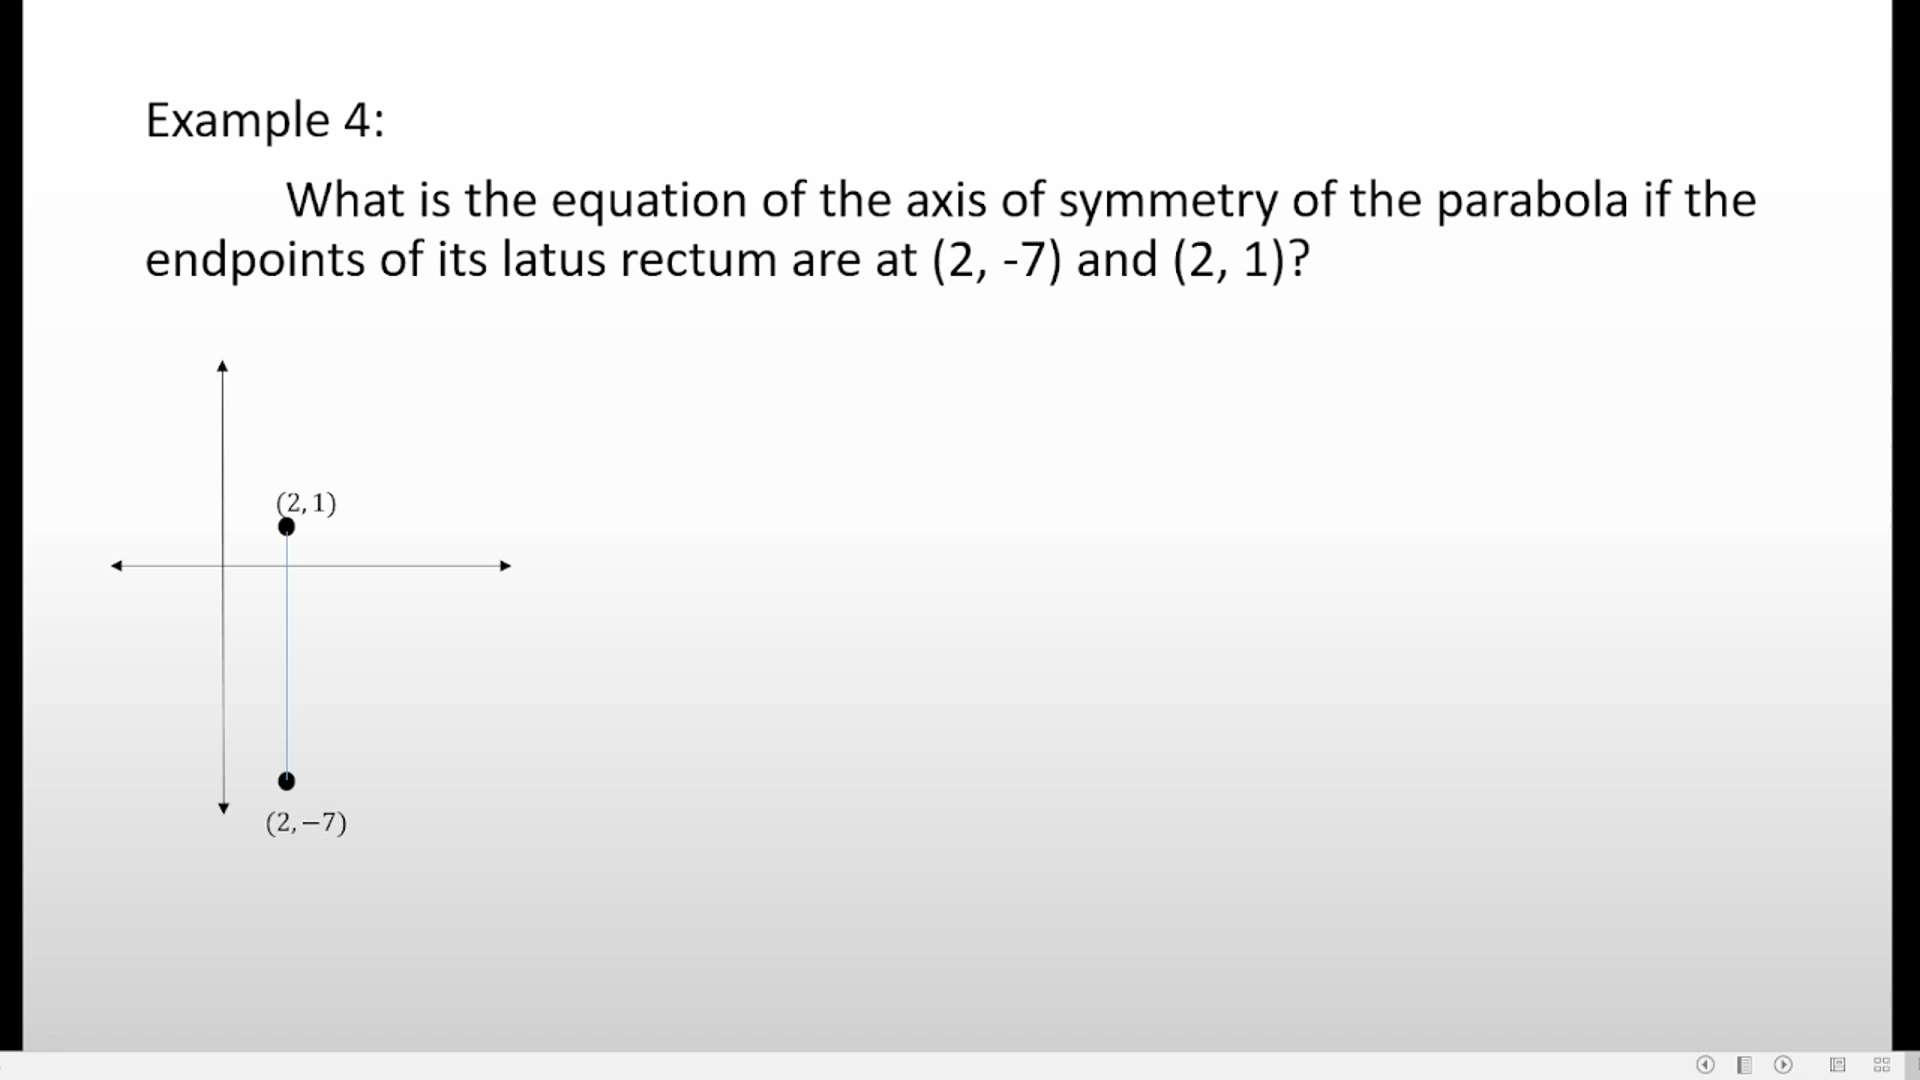 Example 4:
What is the equation of the axis of symmetry of the parabola if the
endpoints of its latus rectum are at (2, -7) and (2, 1)?
(2, 1)
(2, −7)